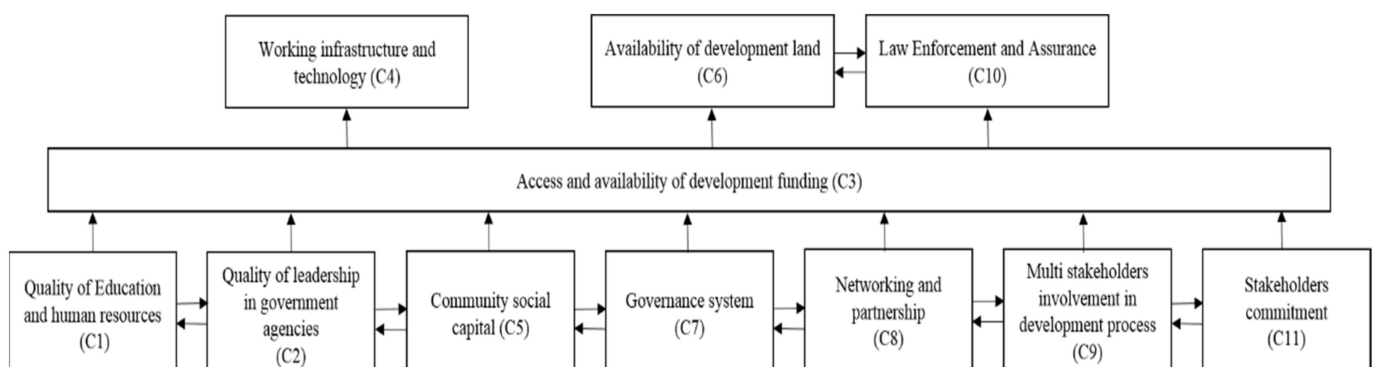 Working infrastructure and
technology (C4)
Availability of development land
(C6)
Law Enforcement and Assurance
(C10)
Access and availability of development funding (C3)
Quality of Education
and human resources
(C1)
Quality of leadership
in government
agencies
(C2)
Community social
capital (C5)
Governance system
(C7)
Networking and
partnership
(C8)
Multi stakeholders
involvement in
development process
(C9)
Stakeholders
commitment
(C11)